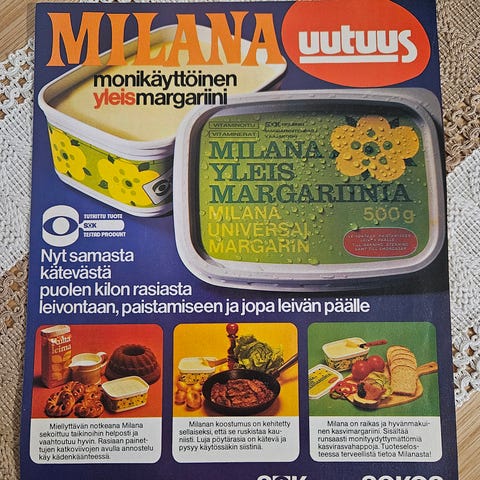 MILANA
uutuus
monikäyttöinen
yleismargariini
VITAMINOITU
VITAMINERAT
MILANA
YLEIS
MARGARIINIA
MILANA
UNIVERSAL
MARGARIN
500g
TUTKITTU TUOTE
SOK
TESTAD PRODUKT
Nyt samasta
kätevästä
puolen kilon rasiasta
leivontaan, paistamiseen ja jopa leivän päälle
Miellyttävän notkeana Milana
sekoittuu taikinoihin helposti ja
vaahtoutuu hyvin. Rasiaan painet-
tujen katkoviivojen avulla annostelu
käy kädenkäänteessä.
Milanan koostumus on kehitetty
sellaiseksi, että se ruskistaa kau-
niisti. Luja pöytärasia on kätevä ja
pysyy käytössäkin siistinä.
Milana on raikas ja hyvänmakui-
nen kasvimargariini. Sisältää
runsaasti monityydyttymättömiä
kasvirasvahappoja. Tuoteselos-
teessa terveellistä tietoa Milanasta!